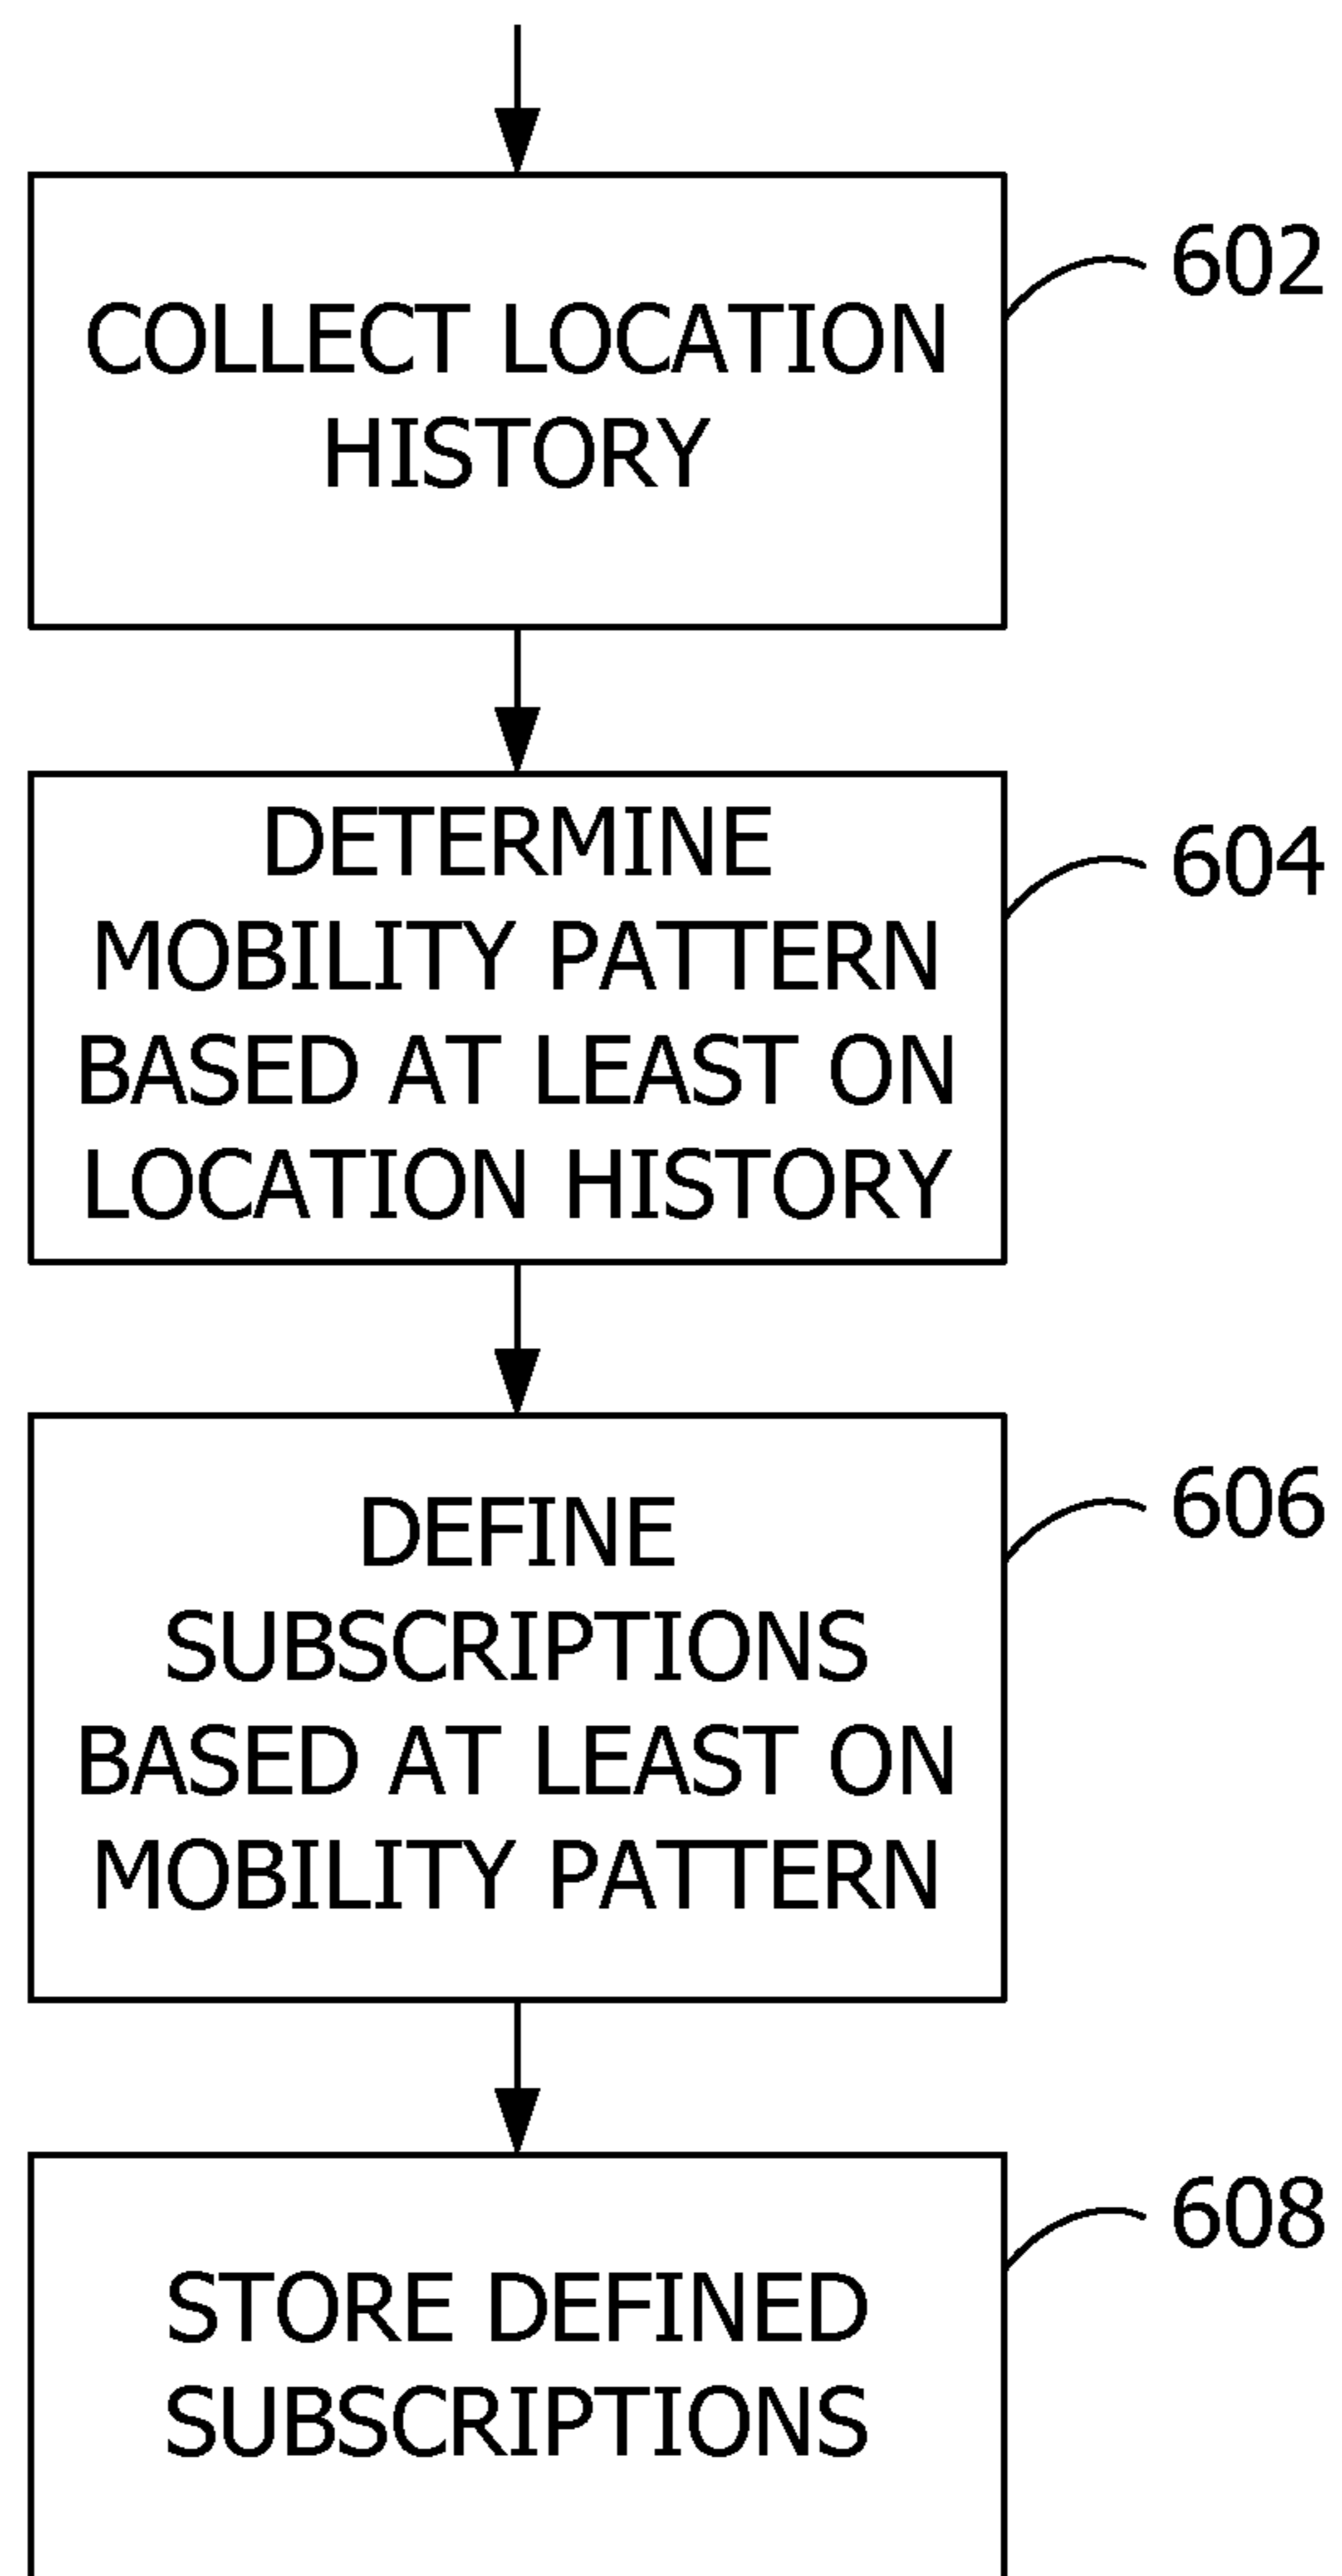 602
COLLECT LOCATION
HISTORY
604
DETERMINE
MOBILITY PATTERN
BASED AT LEAST ON
LOCATION HISTORY
606
DEFINE
SUBSCRIPTIONS
BASED AT LEAST ON
MOBILITY PATTERN
608
STORE DEFINED
SUBSCRIPTIONS